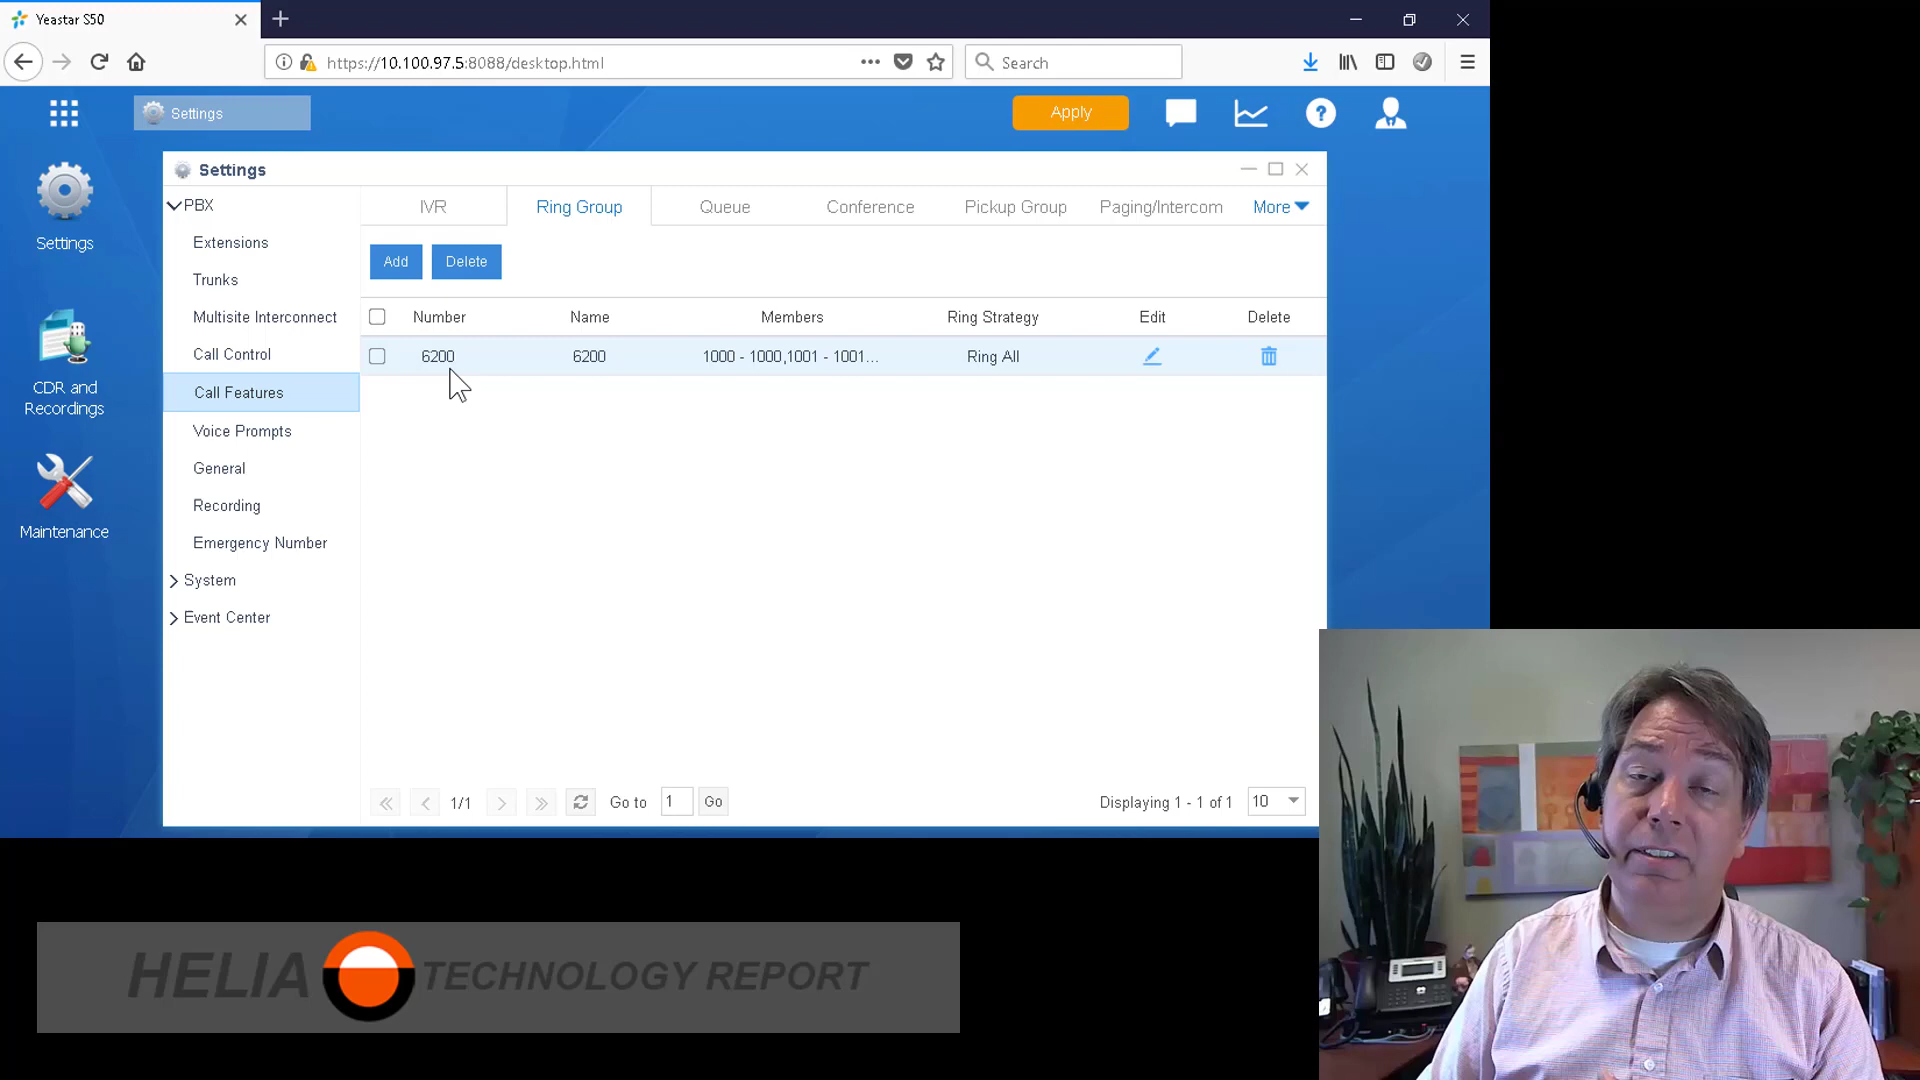 Yeastar S50
https://10.100.97.5:8088/desktop.html
Search
Settings
Apply
Settings
CDR and
Recordings
Maintenance
Settings
PBX
Extensions
Trunks
Multisite Interconnect
Call Control
Call Features
Voice Prompts
General
Recording
Emergency Number
System
Event Center
IVR Ring Group Queue Conference Pickup Group Paging/Intercom More
Add Delete
Number Name Members Ring Strategy Edit Delete
6200 6200 1000 - 1000,1001 - 1001... Ring All
1/1 Go to 1 Go Displaying 1 - 1 of 1 10
HELIA TECHNOLOGY REPORT